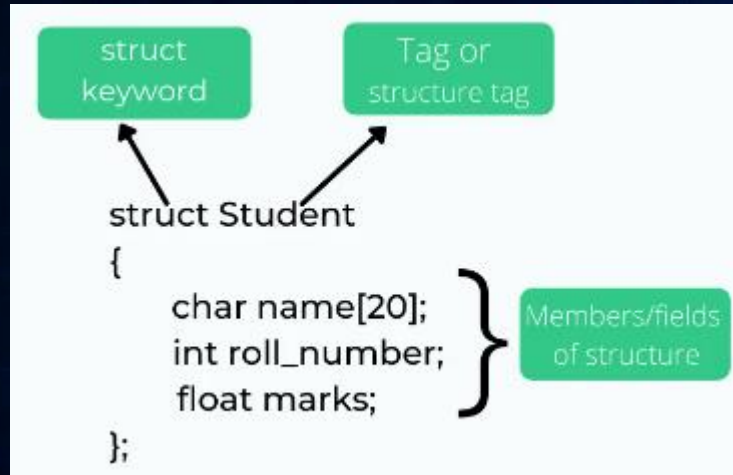 struct
keyword
Tag or
structure tag
struct Student
{
char name[20];
int roll_number;
float marks;
};
Members/fields
of structure